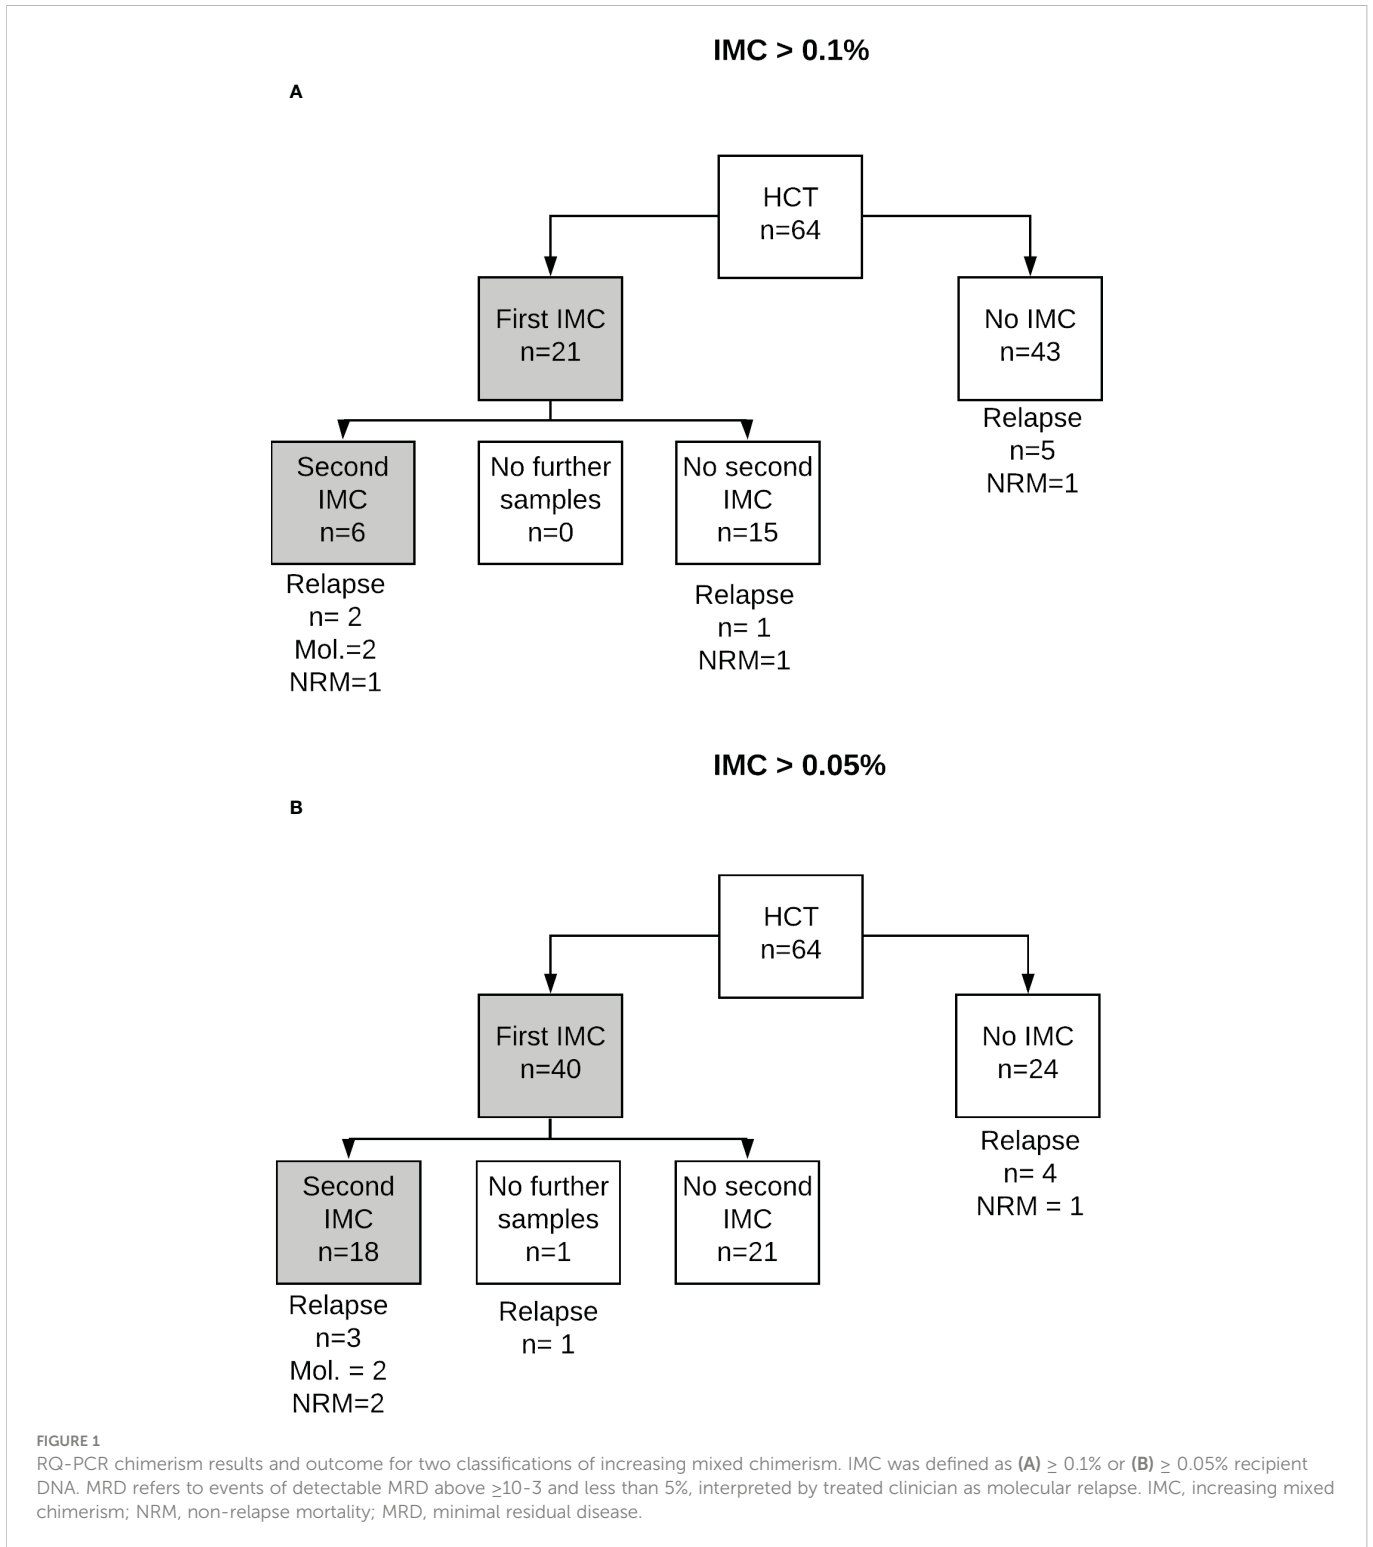 IMC > 0.1%
A
HCT
n=64
First IMC
n=21
No IMC
n=43
Relapse
n=5
NRM=1
Second
IMC
n=6
No further
samples
n=0
No second
IMC
n=15
Relapse
n= 2
Mol.=2
NRM=1
Relapse
n= 1
NRM=1
IMC > 0.05%
B
HCT
n=64
First IMC
n=40
No IMC
n=24
Relapse
n= 4
NRM = 1
Second
IMC
n=18
No further
samples
n=1
No second
IMC
n=21
Relapse
n=3
Mol. = 2
NRM=2
Relapse
n= 1
FIGURE 1
RQ-PCR chimerism results and outcome for two classifications of increasing mixed chimerism. IMC was defined as (A) ≥ 0.1% or (B) ≥ 0.05% recipient
DNA. MRD refers to events of detectable MRD above ≥10-3 and less than 5%, interpreted by treated clinician as molecular relapse. IMC, increasing mixed
chimerism; NRM, non-relapse mortality; MRD, minimal residual disease.